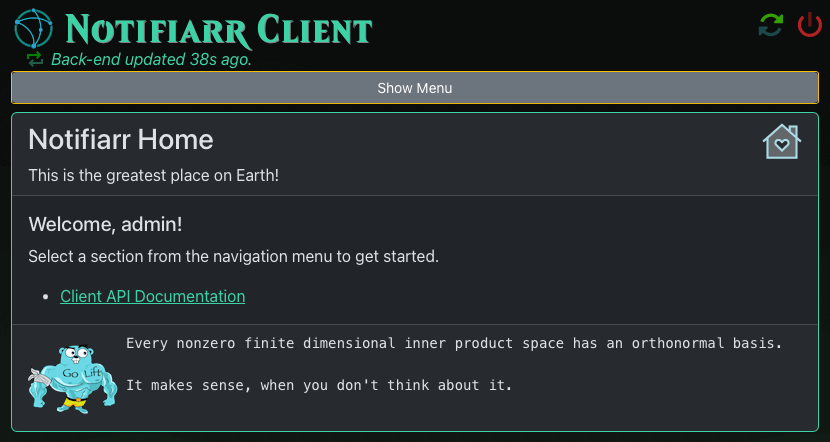 Notifiarr Client
Back-end updated 38s ago.
Show Menu
Notifiarr Home
This is the greatest place on Earth!
Welcome, admin!
Select a section from the navigation menu to get started.
Client API Documentation
Every nonzero finite dimensional inner product space has an orthonormal basis.
Go Lift
It makes sense, when you don't think about it.